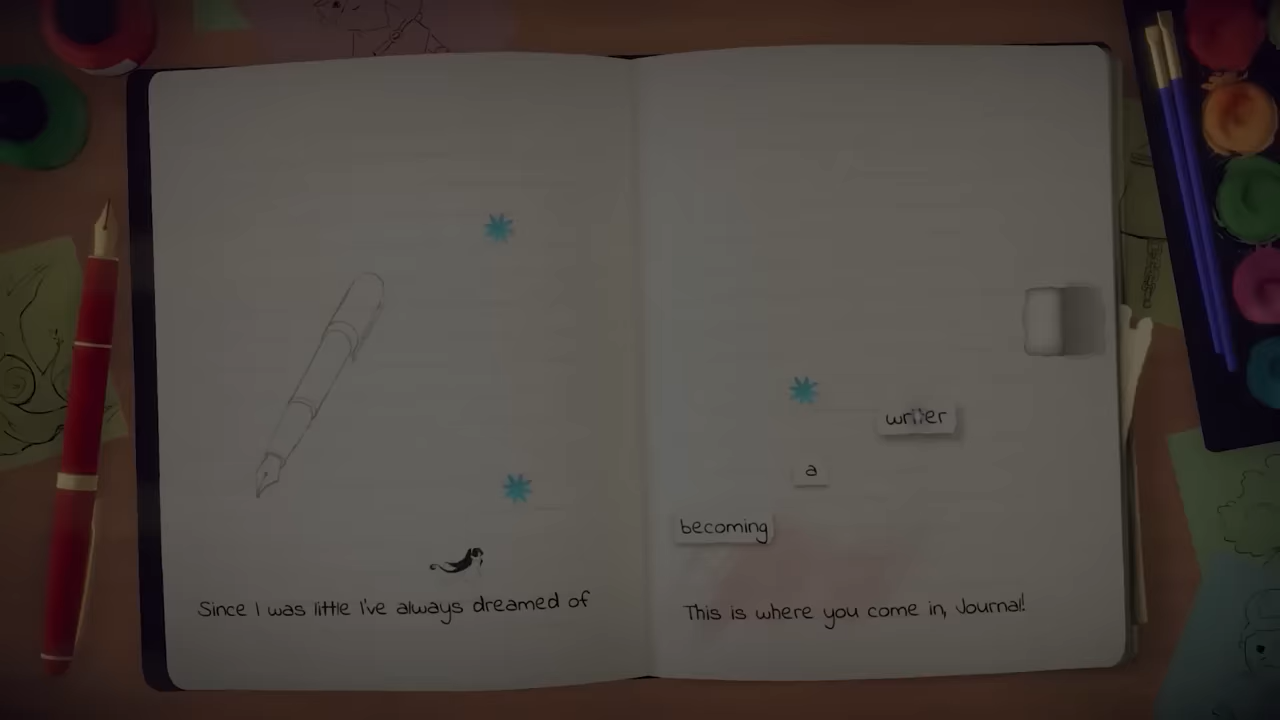 Since I was little I've always dreamed of
writer
a
becoming
This is where you come in, Journal!